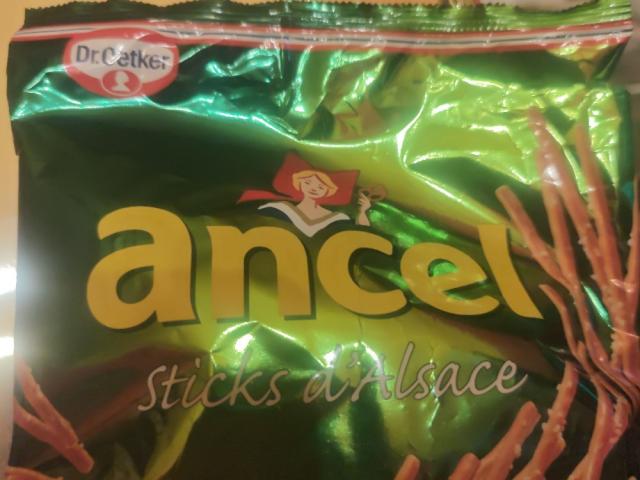 Dr. Oetker
ancel
Sticks d'Alsace